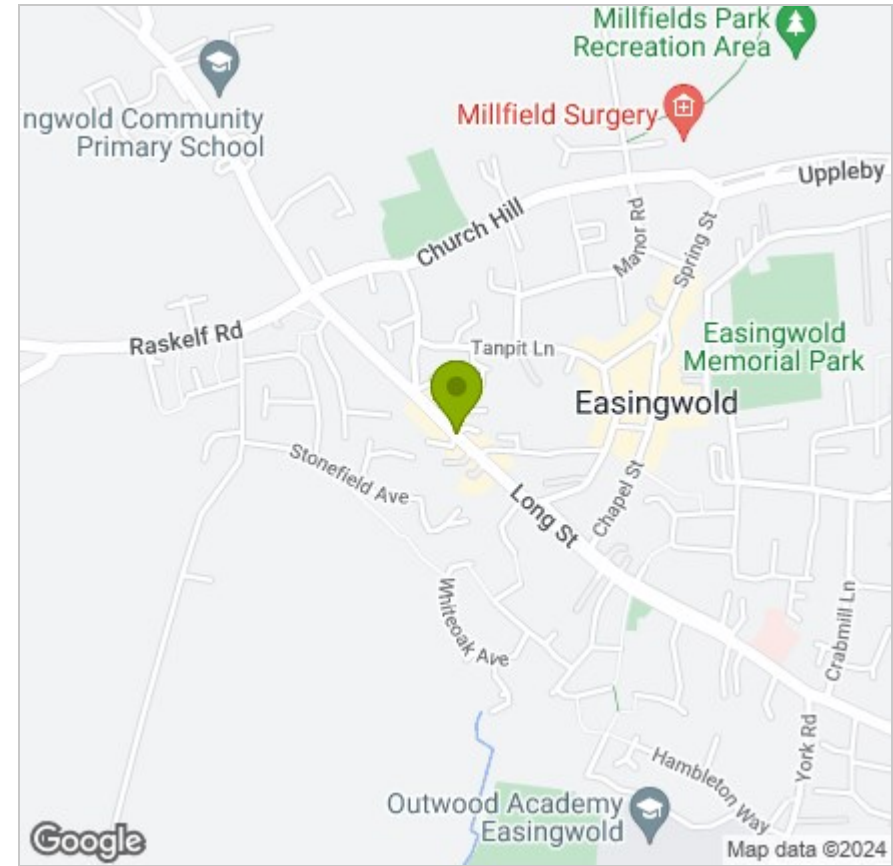 Millfields Park
Recreation Area
ngwold Community
Primary School
Millfield Surgery
Uppleby
Church Hill
Manor Rd
Spring St
Raskelf Rd
Tanpit Ln
Easingwold
Memorial Park
Easingwold
Stonefield Ave
Long St
Chapel St
Whiteoak Ave
Crabmill Ln
York Rd
Hambleton Way
Outwood Academy
Easingwold
Google
Map data ©2024